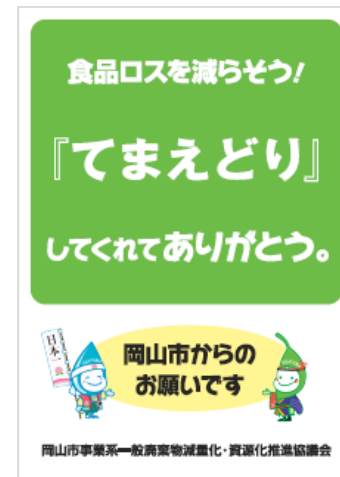 食品ロスを減らそう!
『てまえどり』
してくれてありがとう。
日本一
岡山市からの
お願いです
岡山市事業系一般廃棄物減量化・資源化推進協議会